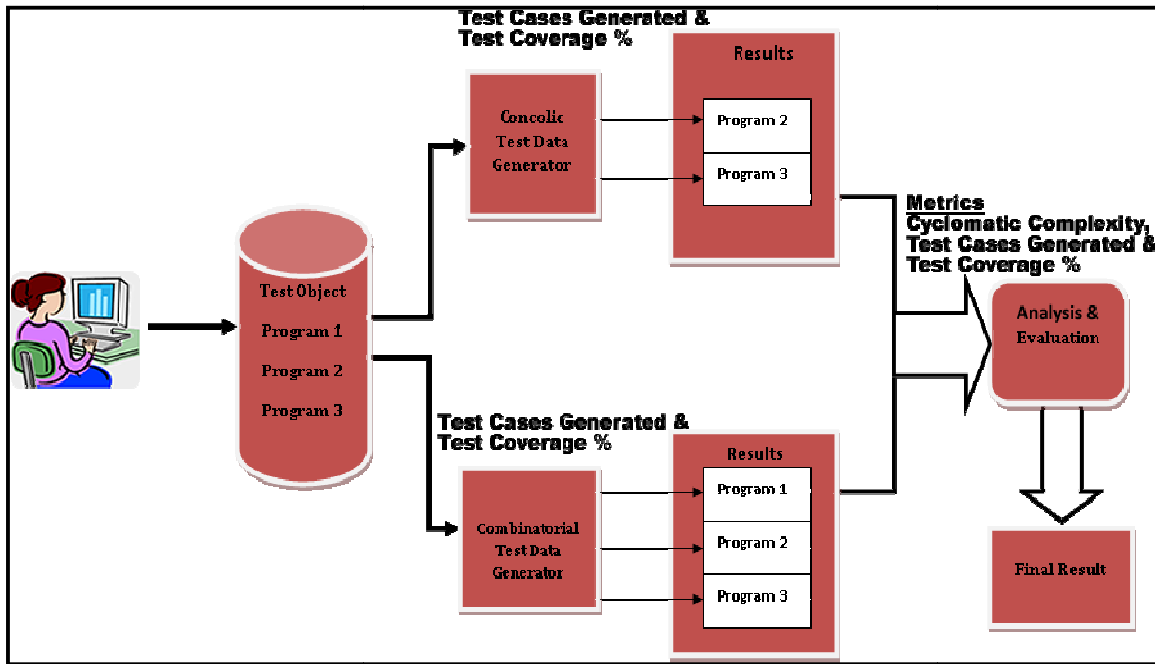 Test Cases Generated &
Test Coverage %
Results
Concolic
Test Data
Generator
Program 2
Program 3
Metrics
Cyclomatic Complexity,
Test Cases Generated &
Test Coverage %
Test Object
Program 1
Program 2
Program 3
Analysis &
Evaluation
Test Cases Generated &
Test Coverage %
Results
Combinatorial
Test Data
Generator
Program 1
Program 2
Program 3
Final Result